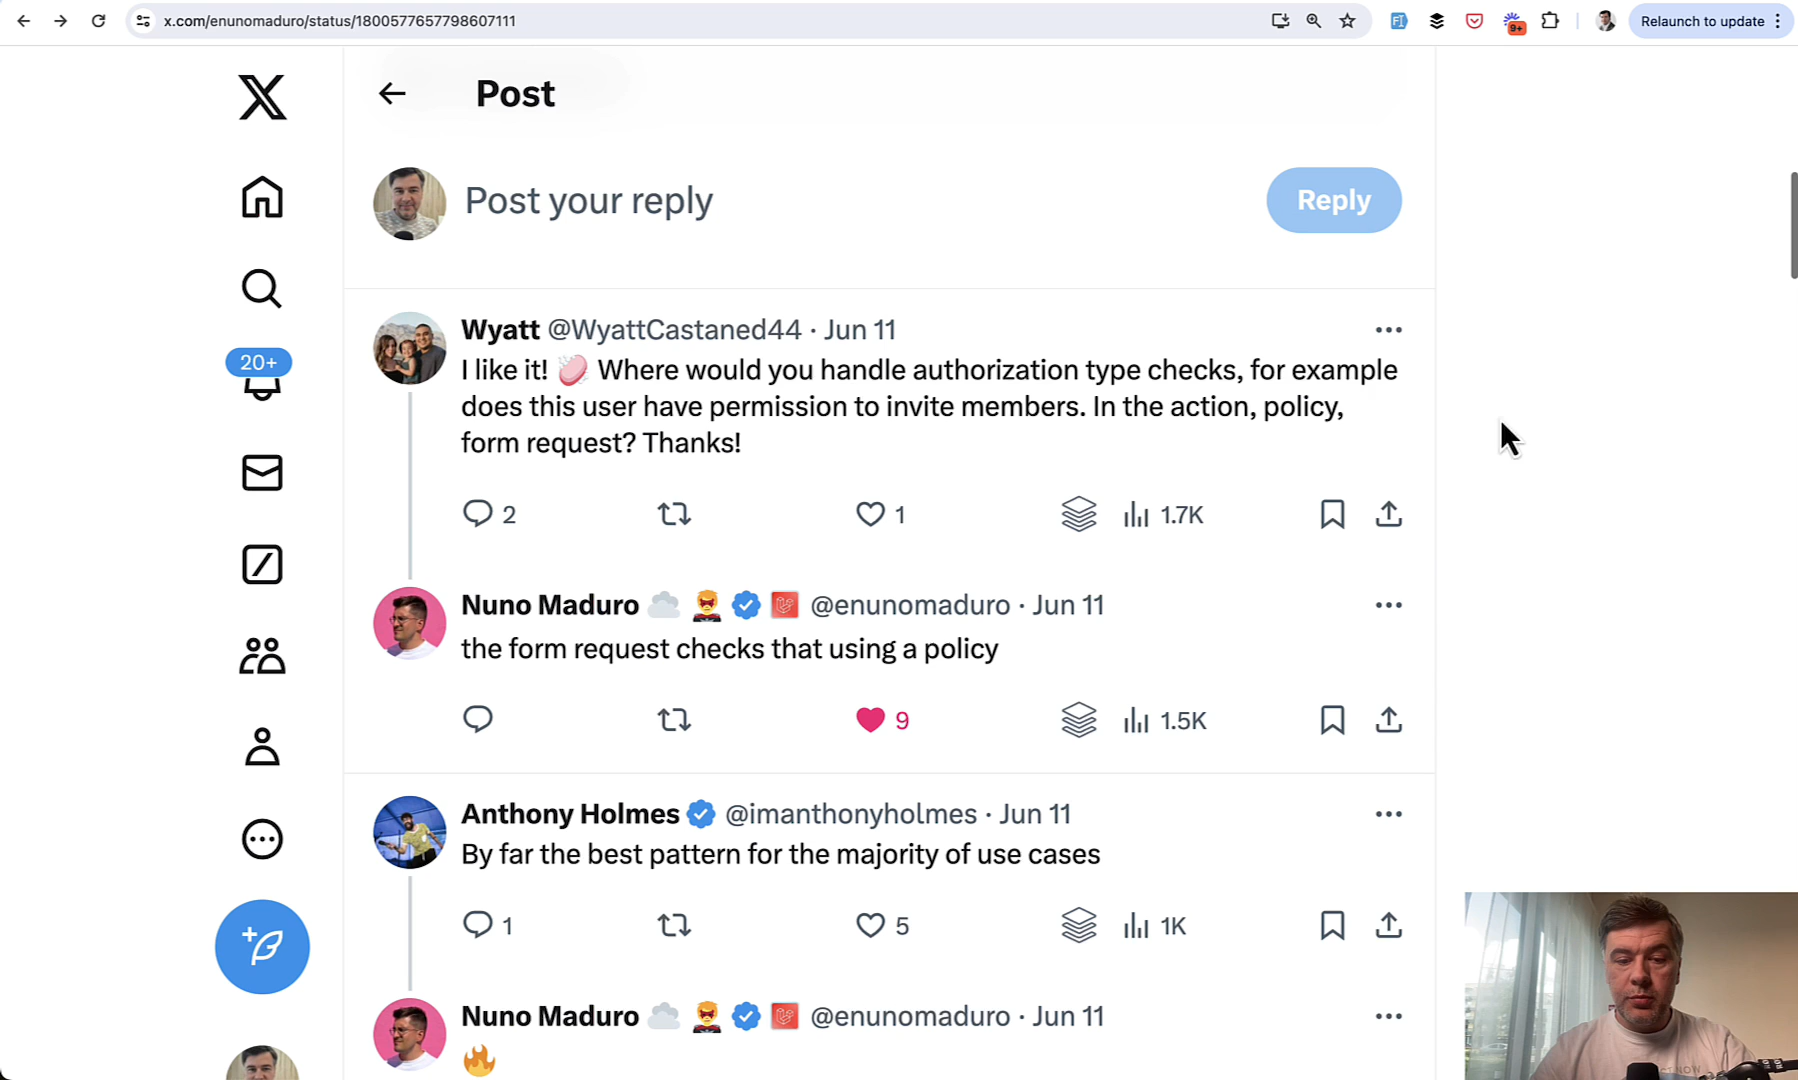 x.com/enunomaduro/status/1800577657798607111
9+
Relaunch to update
Post
Post your reply
Reply
20+
Wyatt @WyattCastaned44 · Jun 11
I like it! 🧼 Where would you handle authorization type checks, for example
does this user have permission to invite members. In the action, policy,
form request? Thanks!
2
1
1.7K
Nuno Maduro @enunomaduro · Jun 11
the form request checks that using a policy
9
1.5K
Anthony Holmes @imanthonyholmes · Jun 11
By far the best pattern for the majority of use cases
1
5
1K
Nuno Maduro @enunomaduro · Jun 11
🔥